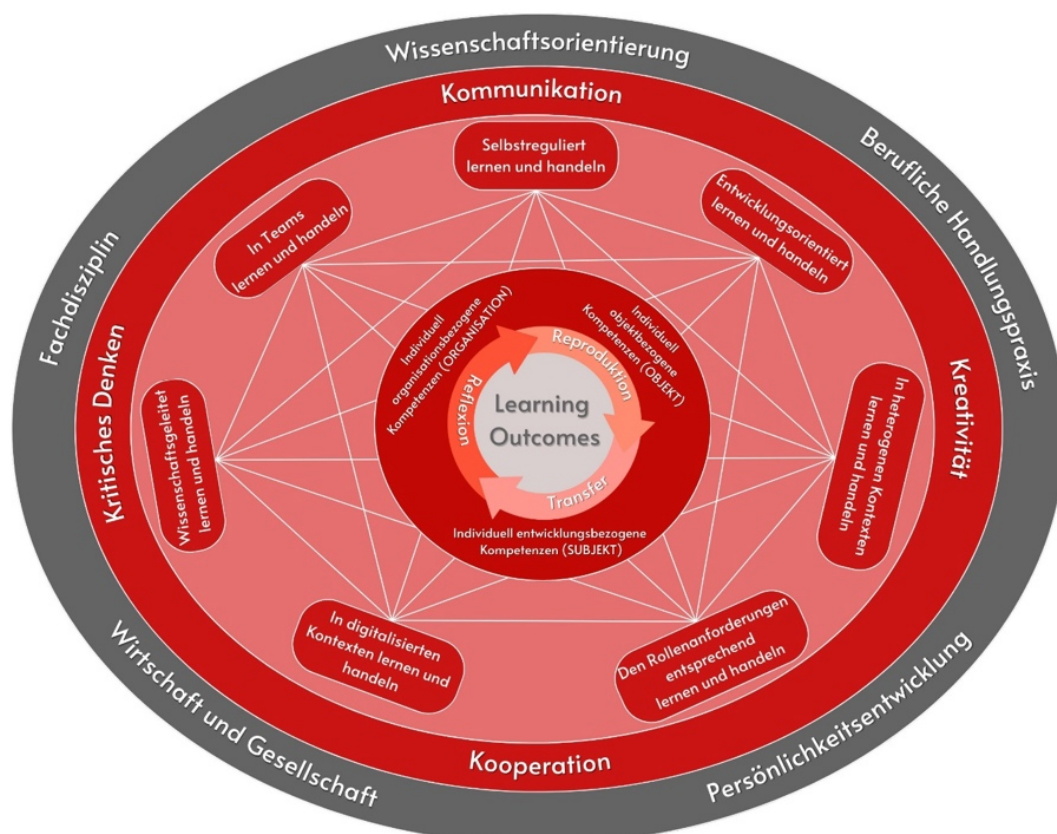 Wissenschaftsorientierung
Berufliche Handlungspraxis
Persönlichkeitsentwicklung
Wirtschaft und Gesellschaft
Fachdisziplin
Kommunikation
Kreativität
Kooperation
Kritisches Denken
Selbstreguliert
lernen und handeln
Entwicklungsorientiert
lernen und handeln
In heterogenen Kontexten
lernen und handeln
Den Rollenanforderungen
entsprechend
lernen und handeln
In digitalisierten
Kontexten lernen und
handeln
Wissenschaftsgeleitet
lernen und handeln
In Teams
lernen und handeln
Individuell
organisationsbezogene
Kompetenzen (ORGANISATION)
Individuell
objektbezogene
Kompetenzen (OBJEKT)
Individuell entwicklungsbezogene
Kompetenzen (SUBJEKT)
Reproduktion
Transfer
Reflexion
Learning
Outcomes